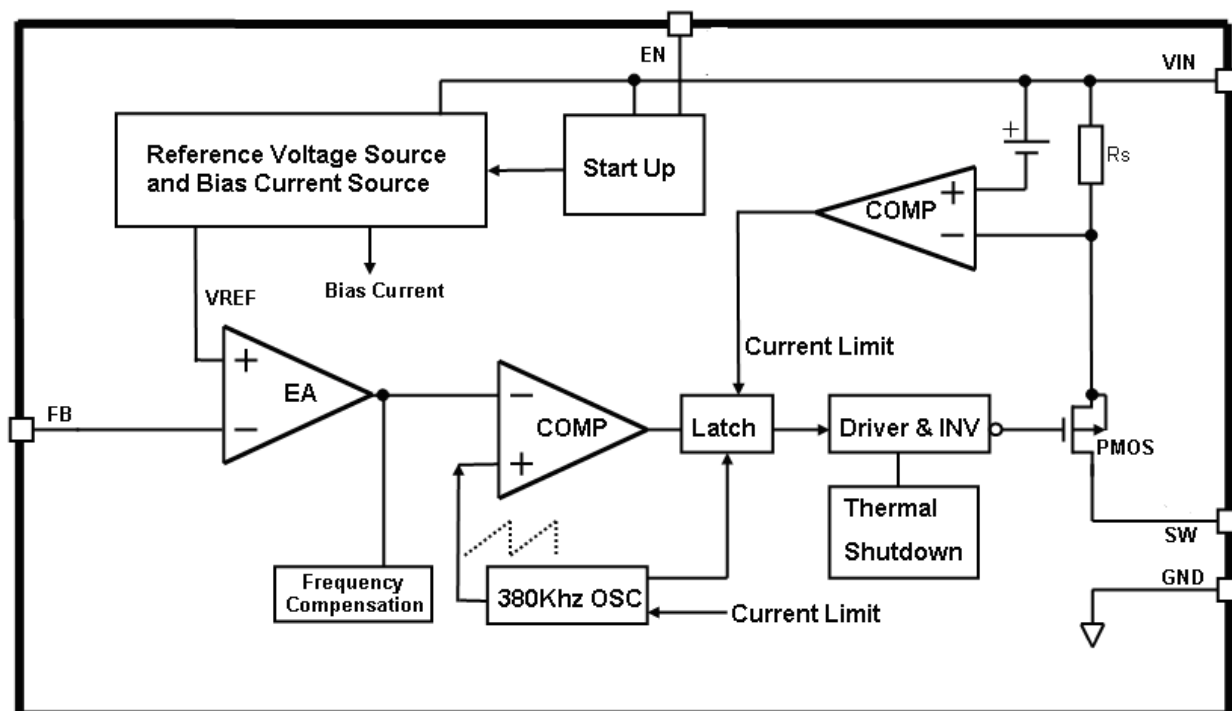 EN
VIN
Reference Voltage Source
and Bias Current Source
Start Up
+
Rs
+
COMP
−
Bias Current
VREF
Current Limit
+
EA
−
FB
−
COMP
+
Latch
Driver & INV
PMOS
Thermal
Shutdown
SW
GND
Frequency
Compensation
380Khz OSC
Current Limit